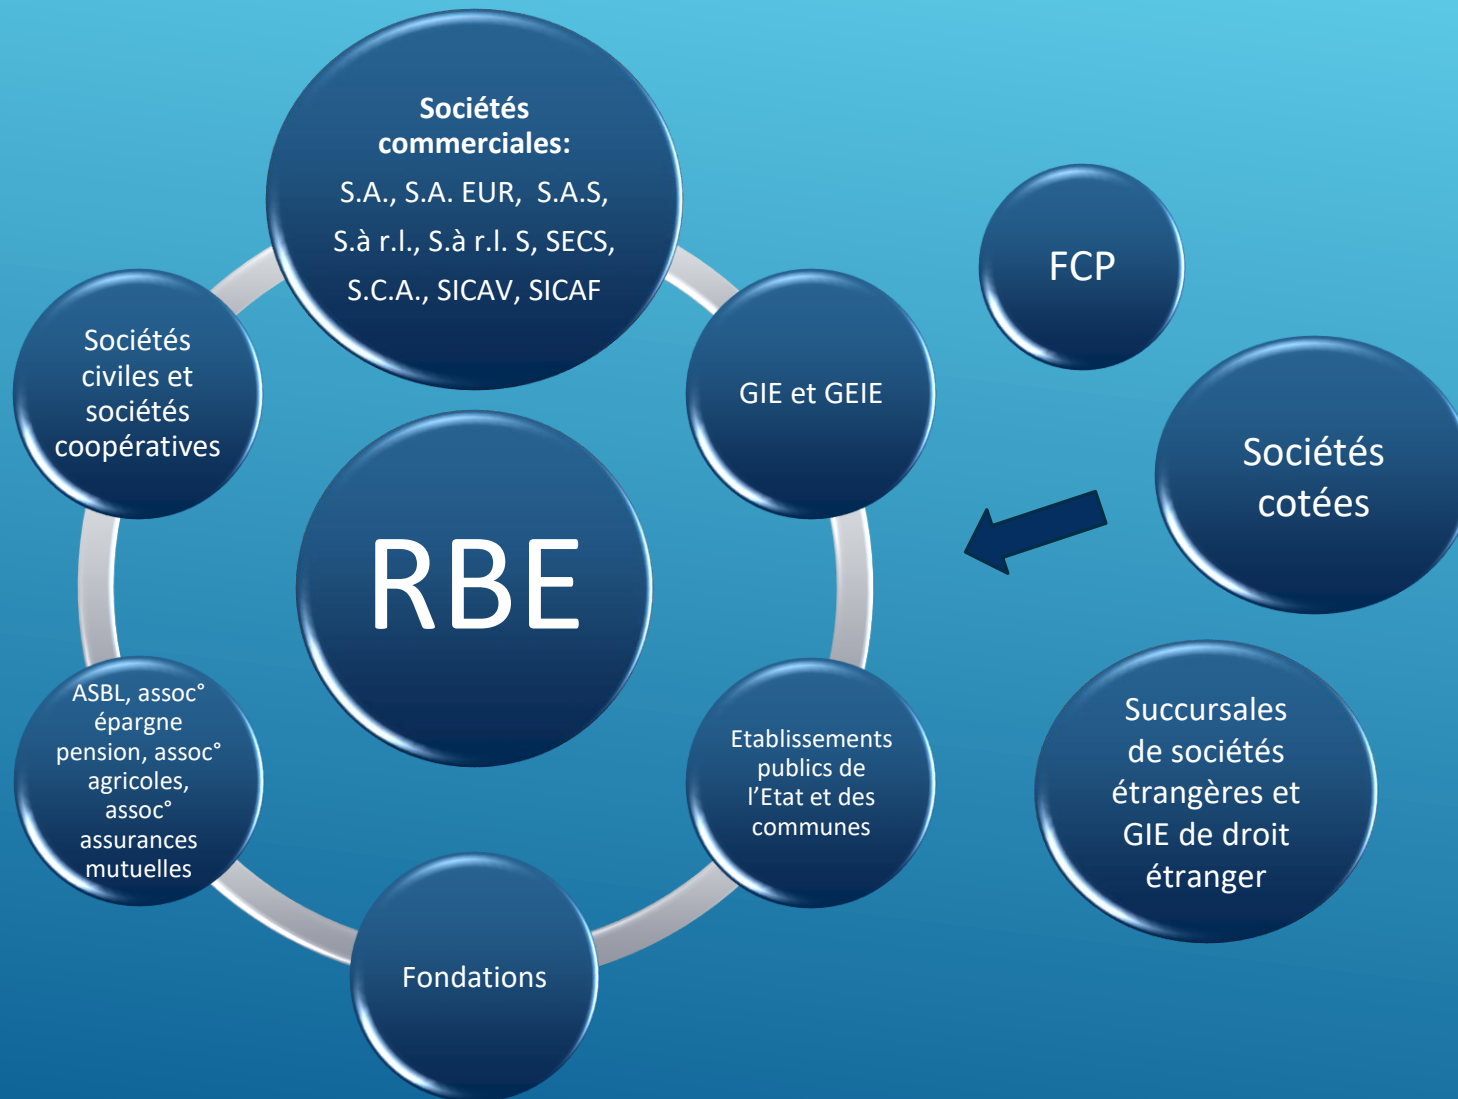 Sociétés
commerciales:
S.A., S.A. EUR, S.A.S,
S.à r.l., S.à r.l. S, SECS,
S.C.A., SICAV, SICAF
GIE et GEIE
Etablissements
publics de
l’Etat et des
communes
Fondations
ASBL, assoc°
épargne
pension, assoc°
agricoles,
assoc°
assurances
mutuelles
Sociétés
civiles et
sociétés
coopératives
RBE
FCP
Sociétés
cotées
Succursales
de sociétés
étrangères et
GIE de droit
étranger